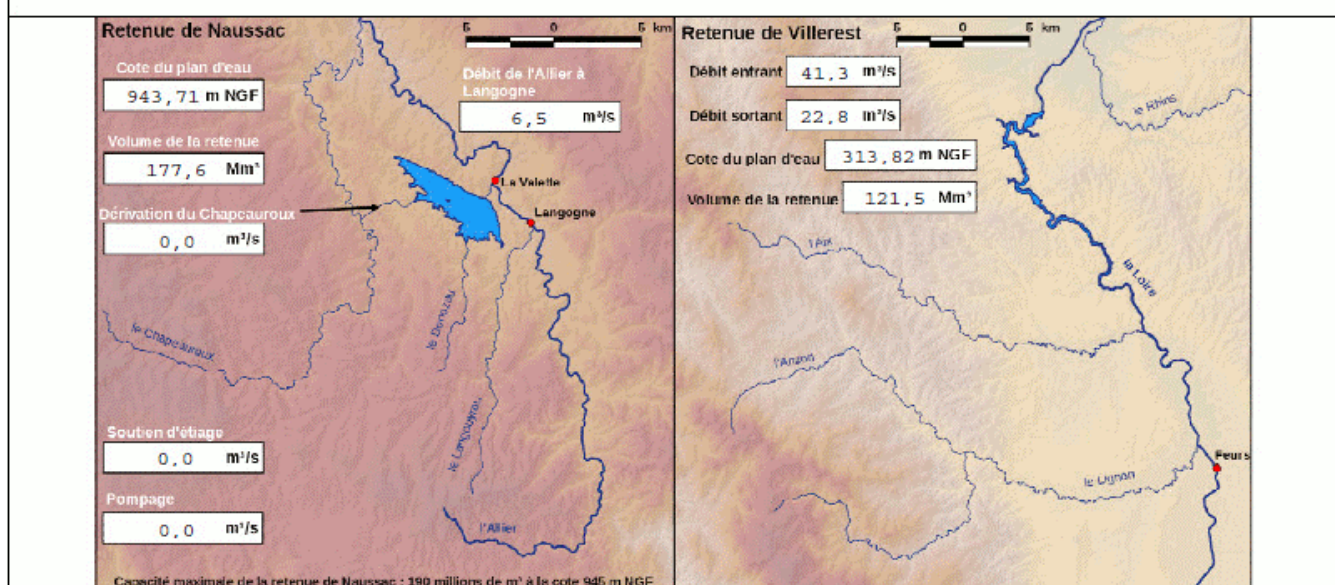 Retenue de Naussac
5 0 5 km
Cote du plan d'eau
943,71 m NGF
Débit de l'Allier à
Langogne
6,5 m³/s
Volume de la retenue
177,6 Mm³
La Valette
Dérivation du Chapeauroux
Langogne
0,0 m³/s
le Donozau
le Chapeauroux
le Langouyrou
Soutien d'étiage
0,0 m³/s
Pompage
0,0 m³/s
l'Allier
Capacité maximale de la retenue de Naussac : 190 millions de m³ à la cote 945 m NGF
Retenue de Villerest
5 0 5 km
Débit entrant 41,3 m³/s
le Rhins
Débit sortant 22,8 m³/s
Cote du plan d'eau 313,82 m NGF
Volume de la retenue 121,5 Mm³
l'Aix
la Loire
l'Anzon
Feurs
le Lignon